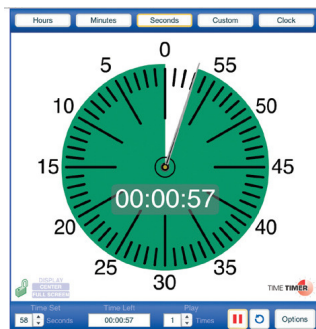 Hours Minutes Seconds Custom Clock
0
5 55
10 50
15 45
20 40
25 35
30
00:00:57
DISPLAY
CENTER
FULL SCREEN
TIME TIMER
Time Set Time Left Play
58 Seconds 00:00:57 1 Times Options